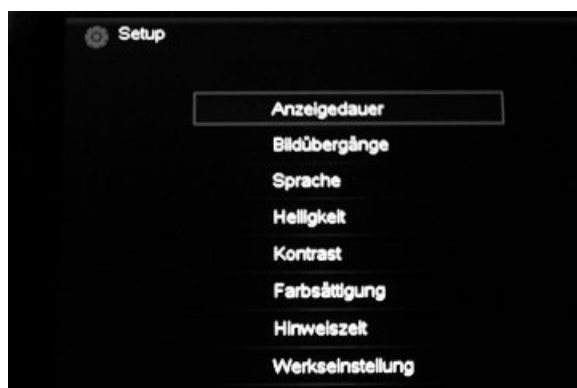 Setup
Anzeigedauer
Bildübergänge
Sprache
Helligkeit
Kontrast
Farbsättigung
Hinweiszeit
Werkseinstellung